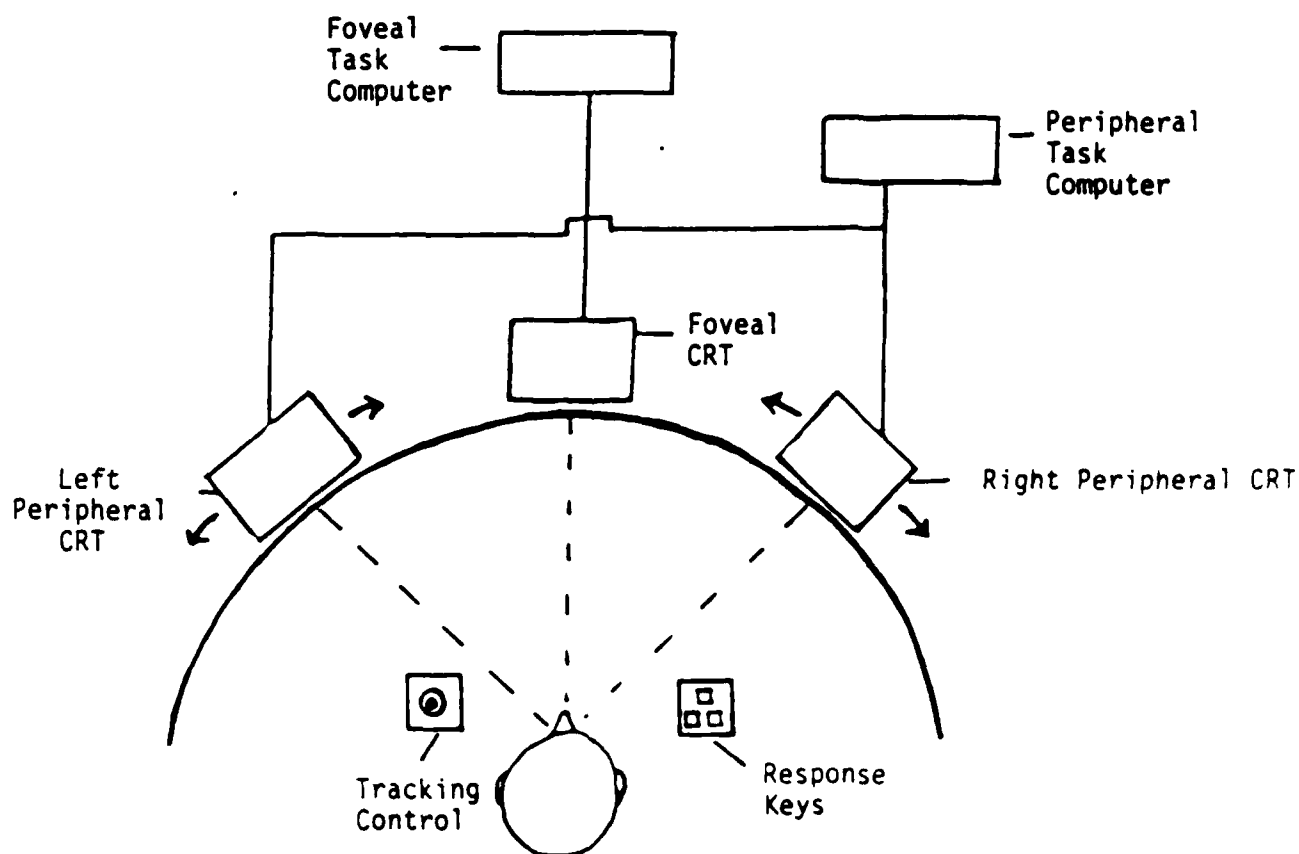 Foveal
Task
Computer
Peripheral
Task
Computer
Foveal
CRT
Left
Peripheral
CRT
Right Peripheral CRT
Tracking
Control
Response
Keys